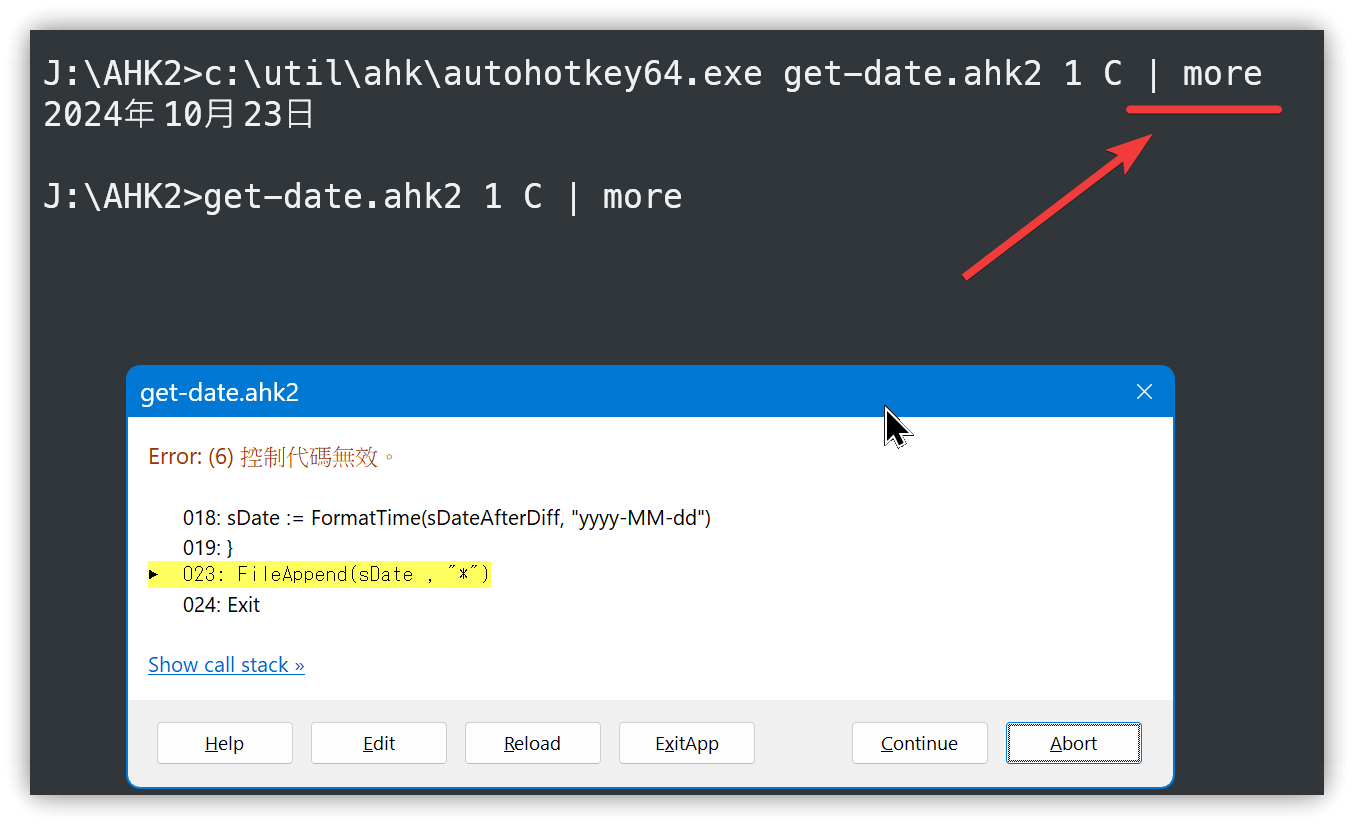 J:\AHK2>c:\util\ahk\autohotkey64.exe get-date.ahk2 1 C | more
2024年10月23日
J:\AHK2>get-date.ahk2 1 C | more
get-date.ahk2
Error: (6) 控制代碼無效。
018: sDate := FormatTime(sDateAfterDiff, "yyyy-MM-dd")
019: }
▶ 023: FileAppend(sDate , "*")
024: Exit
Show call stack »
Help Edit Reload ExitApp Continue Abort